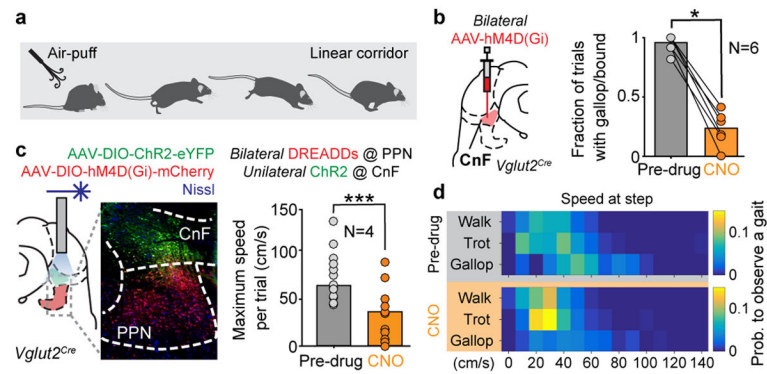 a
Air-puff
Linear corridor
b
Bilateral
AAV-hM4D(Gi)
CnF
Vglut2Cre
Fraction of trials
with gallop/bound
1
0.5
0
*
N=6
Pre-drug
CNO
c
AAV-DIO-ChR2-eYFP
AAV-DIO-hM4D(Gi)-mCherry
Nissl
CnF
PPN
Vglut2Cre
Bilateral DREADDs @ PPN
Unilateral ChR2 @ CnF
Maximum speed
per trial (cm/s)
150
100
50
0
***
N=4
Pre-drug
CNO
d
Speed at step
Pre-drug
Walk
Trot
Gallop
CNO
Walk
Trot
Gallop
(cm/s)
0
20
40
60
80
100
120
140
0.1
0
0.1
0
Prob. to observe a gait